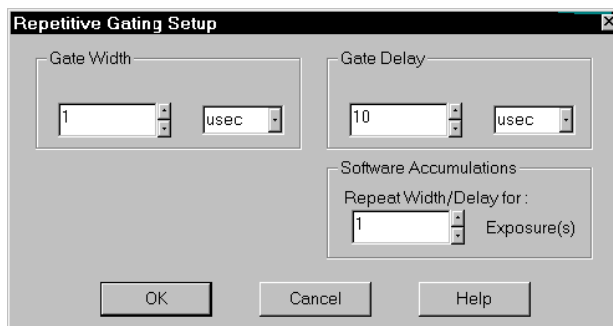 Repetitive Gating Setup
Gate Width
1
usec
Gate Delay
10
usec
Software Accumulations
Repeat Width/Delay for :
1
Exposure(s)
OK
Cancel
Help